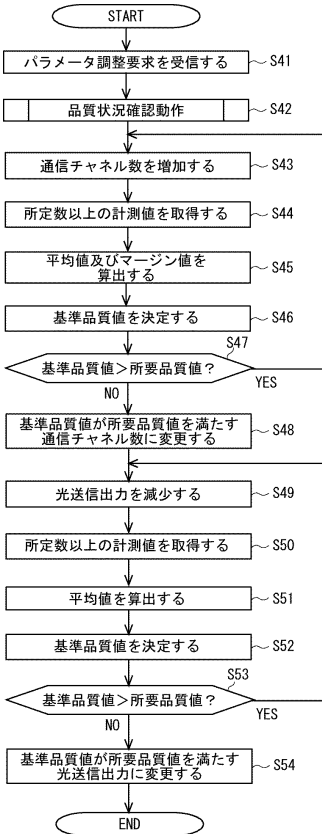 START
パラメータ調整要求を受信する
S41
品質状況確認動作
S42
通信チャネル数を増加する
S43
所定数以上の計測値を取得する
S44
平均値及びマージン値を
算出する
S45
基準品質値を決定する
S46
S47
基準品質値>所要品質値?
YES
NO
基準品質値が所要品質値を満たす
通信チャネル数に変更する
S48
光送信出力を減少する
S49
所定数以上の計測値を取得する
S50
平均値を算出する
S51
基準品質値を決定する
S52
S53
基準品質値>所要品質値?
YES
NO
基準品質値が所要品質値を満たす
光送信出力に変更する
S54
END